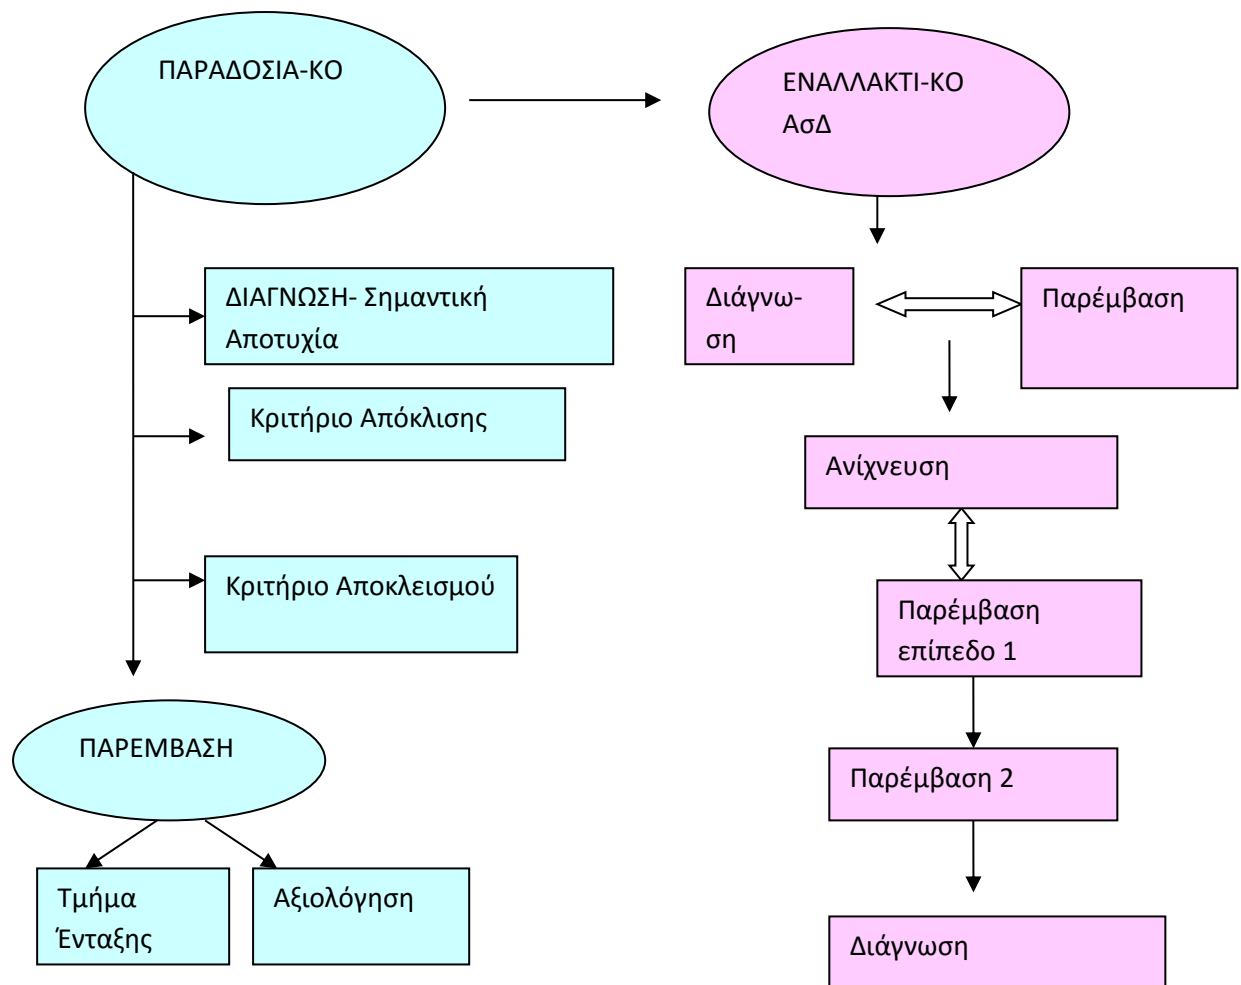 ΠΑΡΑΔΟΣΙΑ-ΚΟ
ΕΝΑΛΛΑΚΤΙ-ΚΟ
ΑσΔ
ΔΙΑΓΝΩΣΗ- Σημαντική
Αποτυχία
Διάγνω-
ση
Παρέμβαση
Κριτήριο Απόκλισης
Ανίχνευση
Κριτήριο Αποκλεισμού
Παρέμβαση
επίπεδο 1
ΠΑΡΕΜΒΑΣΗ
Παρέμβαση 2
Τμήμα
Ένταξης
Αξιολόγηση
Διάγνωση